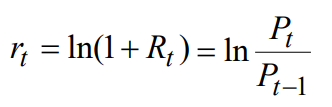 r_t = ln(1 + R_t) = ln P_t / P_{t−1}